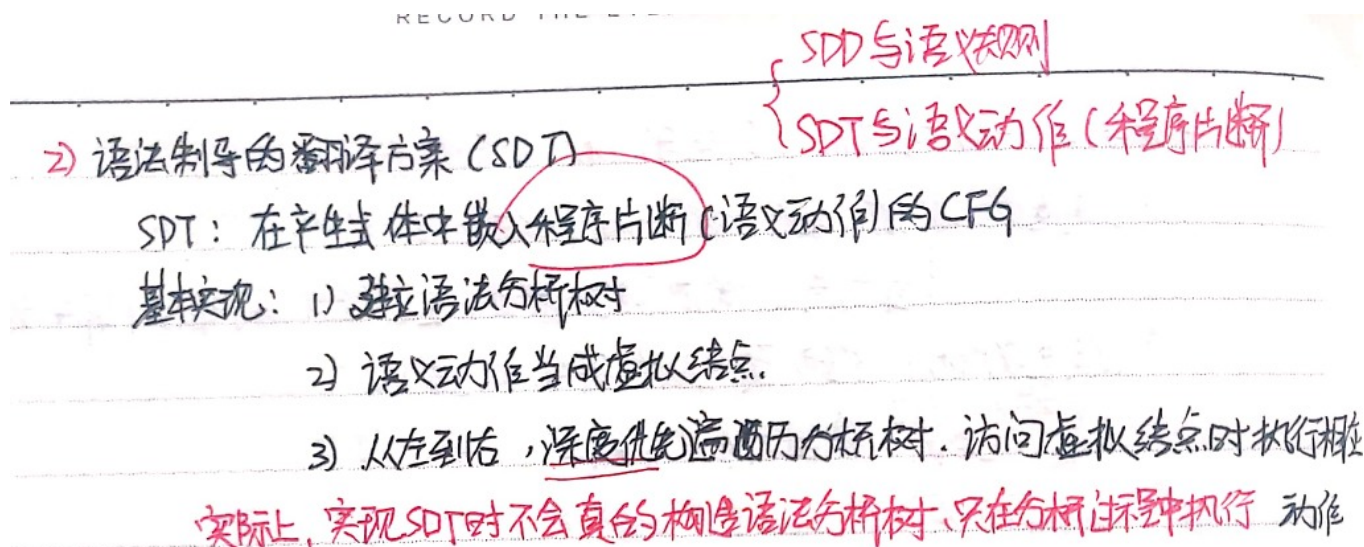 RECORD THE
SDD与语义规则
SDT与语义动作(程序片断)
2) 语法制导的翻译方案(SDT)
SDT: 在产生式体中嵌入程序片断(语义动作)的CFG
基本实现: 1) 建立语法分析树
2) 语义动作当成虚拟结点.
3) 从左到右,深度优先遍历分析树.访问虚拟结点时执行相应
实际上,实现SDT时不会真的构造语法分析树、只在分析过程中执行 动作